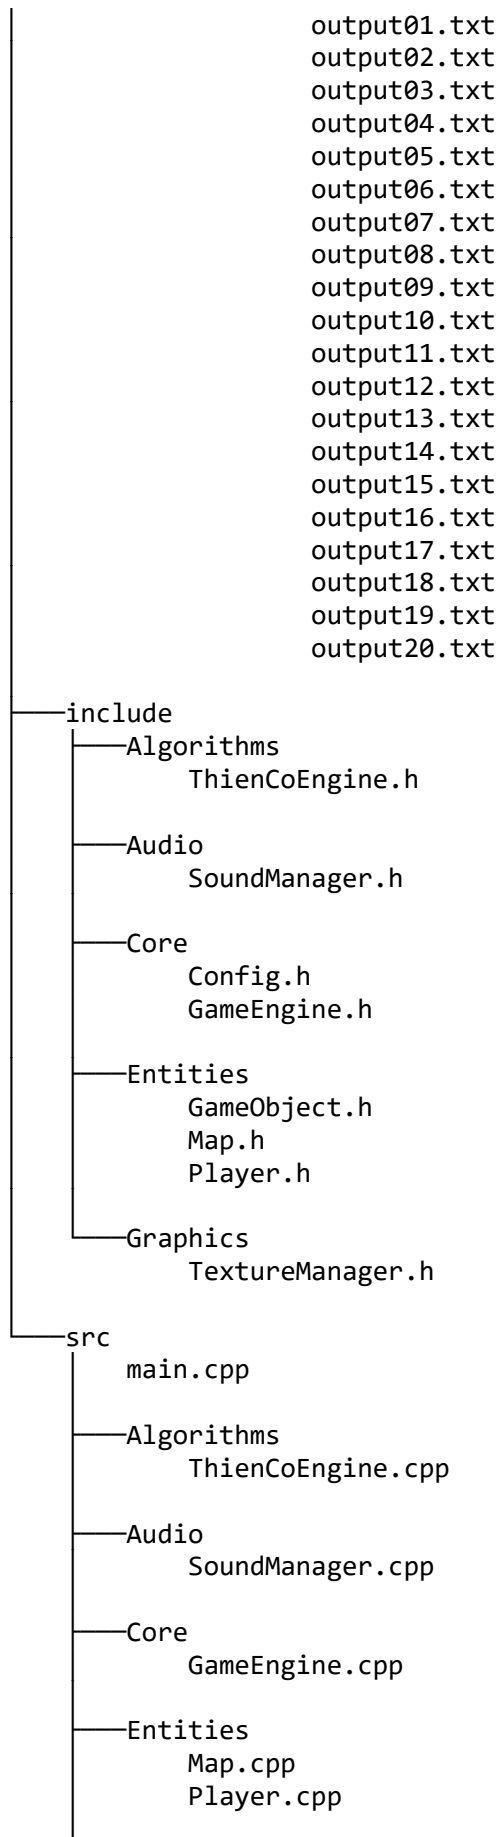 output01.txt
output02.txt
output03.txt
output04.txt
output05.txt
output06.txt
output07.txt
output08.txt
output09.txt
output10.txt
output11.txt
output12.txt
output13.txt
output14.txt
output15.txt
output16.txt
output17.txt
output18.txt
output19.txt
output20.txt
include
Algorithms
ThienCoEngine.h
Audio
SoundManager.h
Core
Config.h
GameEngine.h
Entities
GameObject.h
Map.h
Player.h
Graphics
TextureManager.h
src
main.cpp
Algorithms
ThienCoEngine.cpp
Audio
SoundManager.cpp
Core
GameEngine.cpp
Entities
Map.cpp
Player.cpp